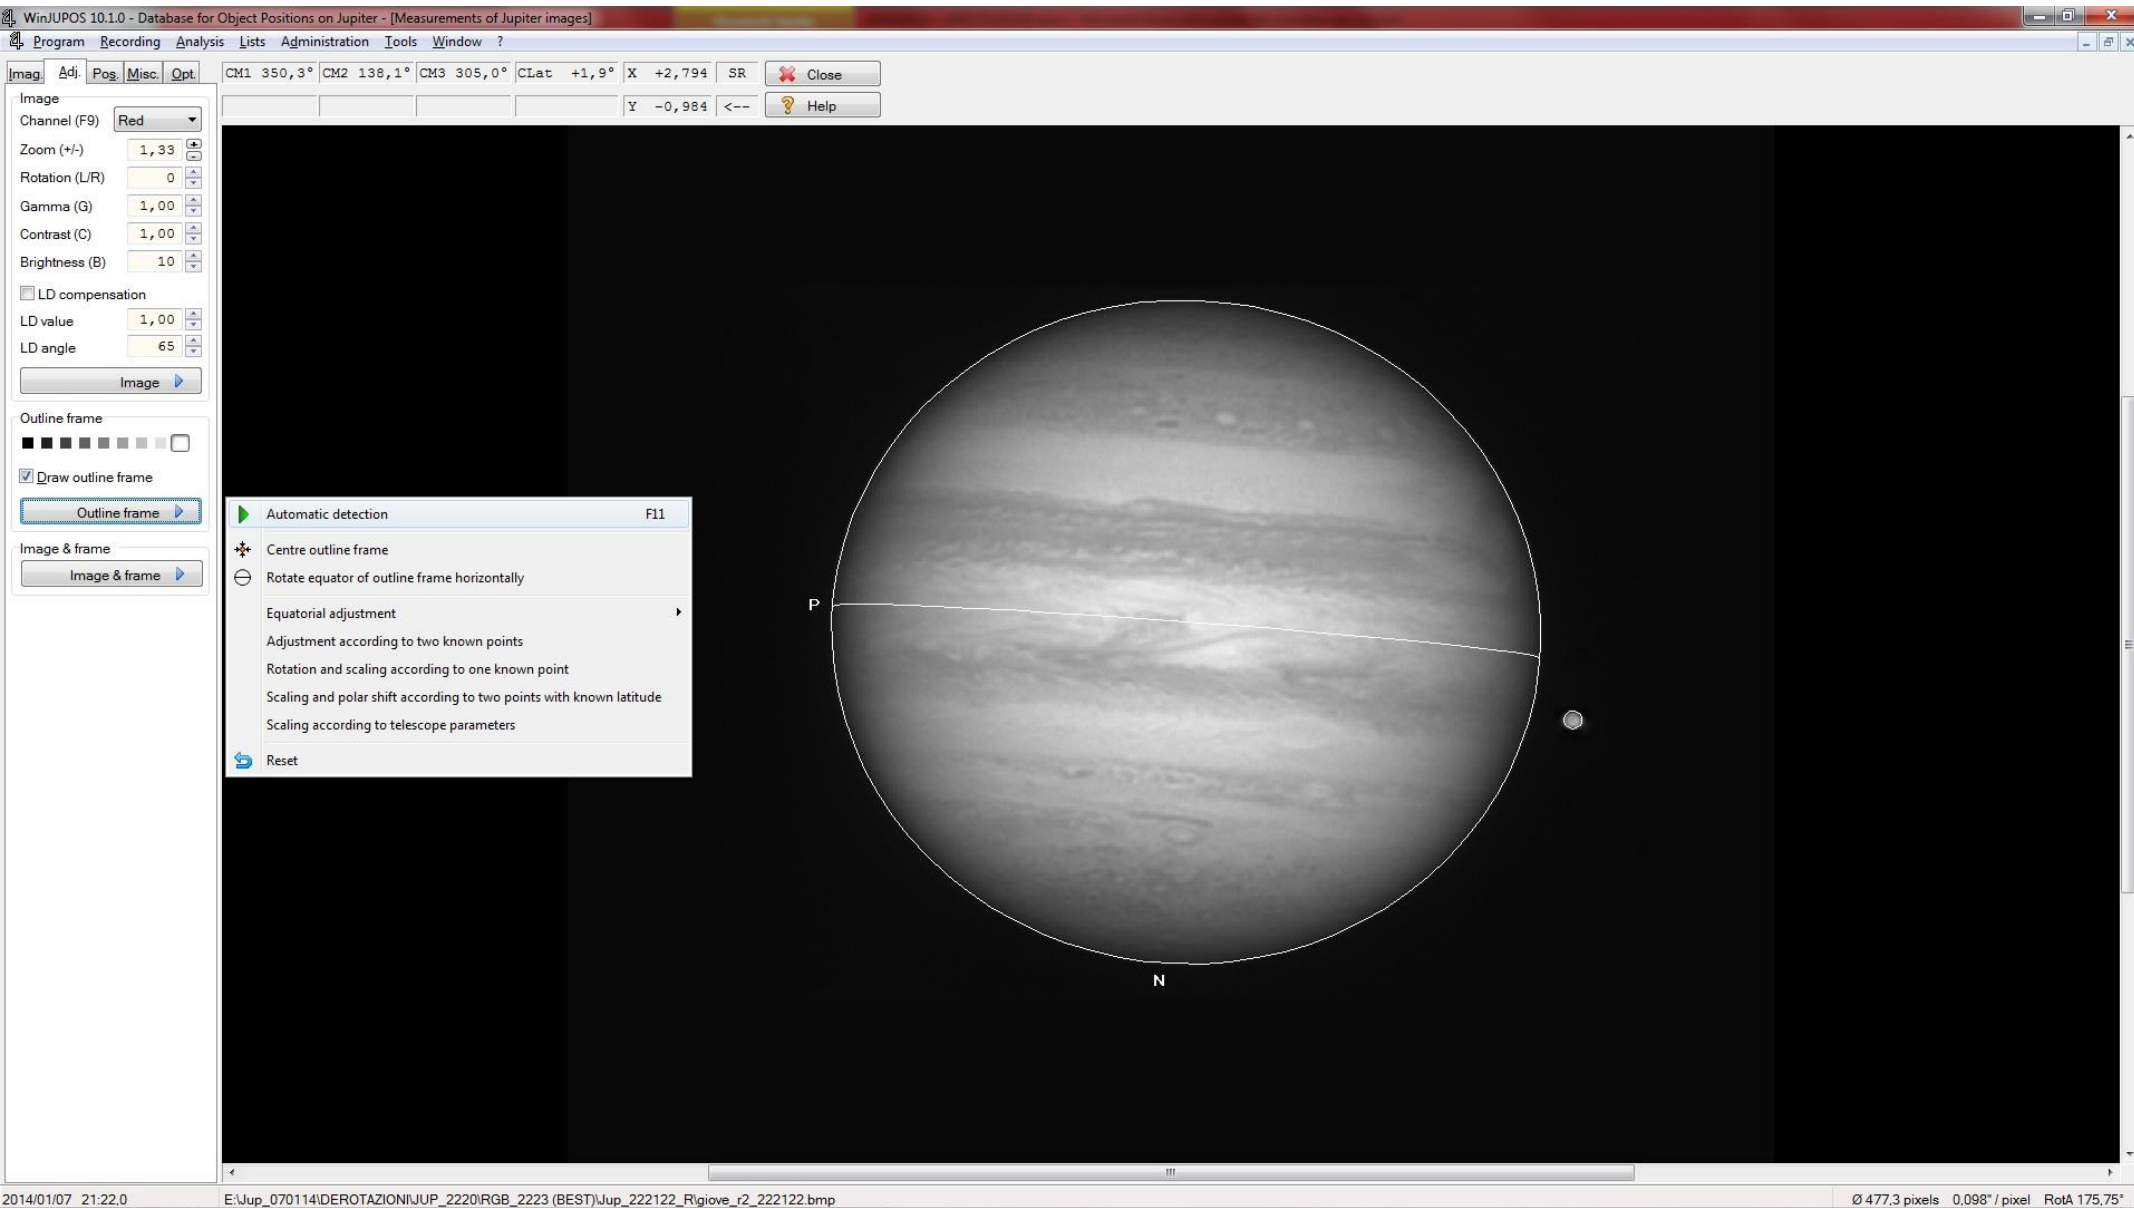 WinJUPOS 10.1.0 - Database for Object Positions on Jupiter - [Measurements of Jupiter images]
Program Recording Analysis Lists Administration Tools Window ?
Imag. Adj. Pos. Misc. Opt.
CM1 350,3° CM2 138,1° CM3 305,0° CLat +1,9° X +2,794 SR Close
Y -0,984 <-- Help
Image
Channel (F9) Red
Zoom (+/-) 1,33
Rotation (L/R) 0
Gamma (G) 1,00
Contrast (C) 1,00
Brightness (B) 10
LD compensation
LD value 1,00
LD angle 65
Image
Outline frame
Draw outline frame
Outline frame
Image & frame
Image & frame
Automatic detection F11
Centre outline frame
Rotate equator of outline frame horizontally
Equatorial adjustment
Adjustment according to two known points
Rotation and scaling according to one known point
Scaling and polar shift according to two points with known latitude
Scaling according to telescope parameters
Reset
P
N
2014/01/07 21:22,0 E:\Jup_070114\DEROTAZIONI\JUP_2220\RGB_2223 (BEST)\Jup_222122_R\giove_r2_222122.bmp Ø 477,3 pixels 0,098" / pixel RotA 175,75°